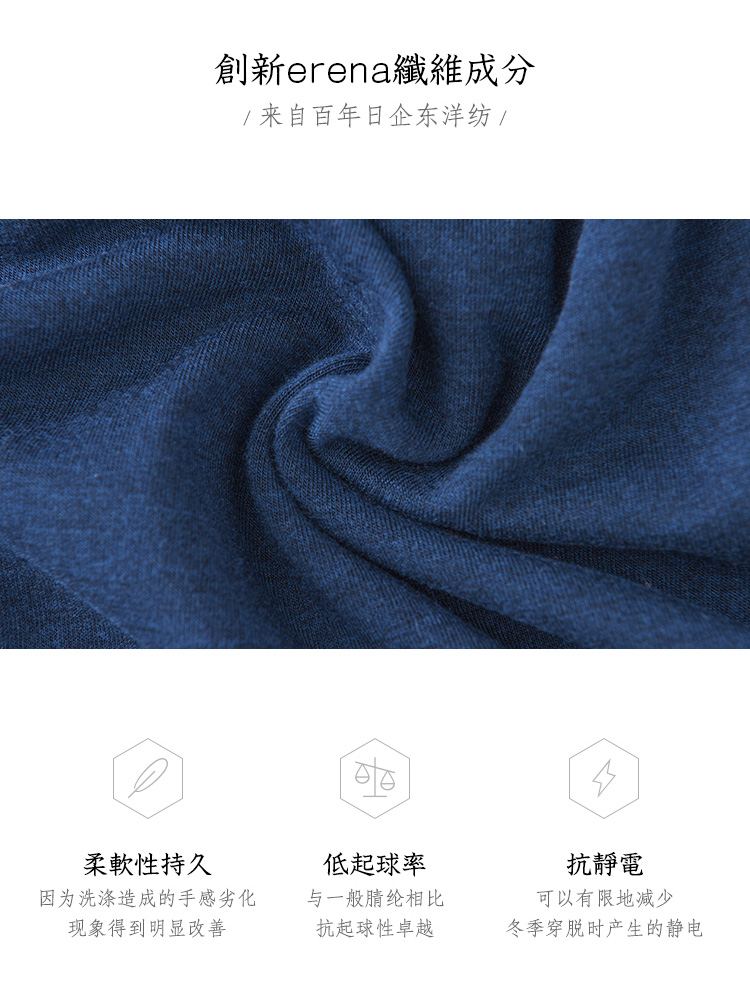 創新erena纖維成分
/ 来自百年日企东洋纺 /
柔軟性持久
因为洗涤造成的手感劣化
现象得到明显改善
低起球率
与一般腈纶相比
抗起球性卓越
抗靜電
可以有限地减少
冬季穿脱时产生的静电